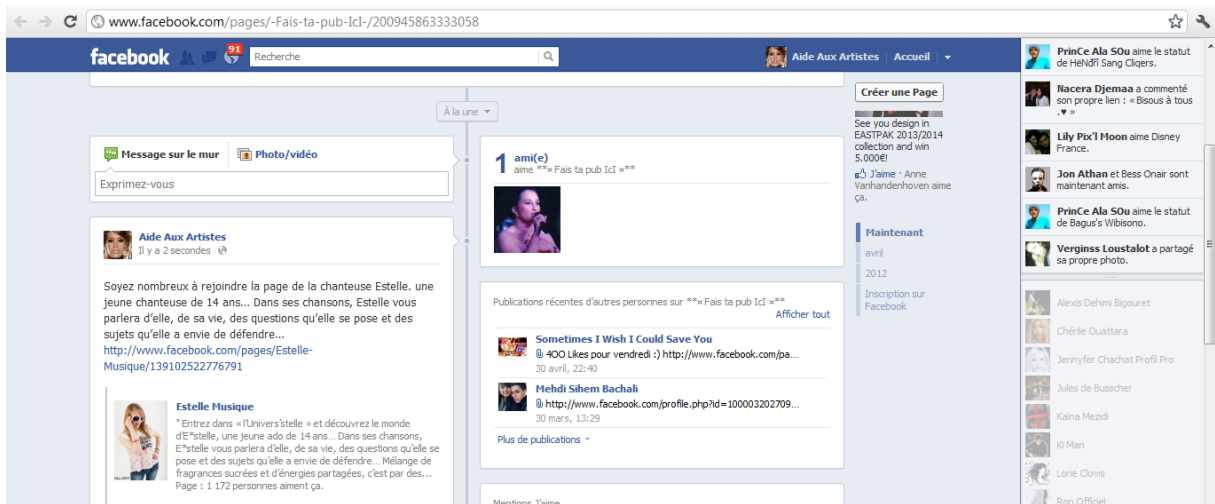 www.facebook.com/pages/-Fais-ta-pub-IcI-/200945863333058
facebook
91
Recherche
Aide Aux Artistes
Accueil
À la une
Message sur le mur
Photo/vidéo
Exprimez-vous
Aide Aux Artistes
Il y a 2 secondes
Soyez nombreux à rejoindre la page de la chanteuse Estelle. une
jeune chanteuse de 14 ans... Dans ses chansons, Estelle vous
parlera d'elle, de sa vie, des questions qu'elle se pose et des
sujets qu'elle a envie de défendre...
http://www.facebook.com/pages/Estelle-
Musique/139102522776791
Estelle Musique
" Entrez dans « l'Univers'stelle » et découvrez le monde
d'E*stelle, une jeune ado de 14 ans... Dans ses chansons,
E*stelle vous parlera d'elle, de sa vie, des questions qu'elle se
pose et des sujets qu'elle a envie de défendre... Mélange de
fragrances sucrées et d'énergies partagées, c'est par des...
Page : 1 172 personnes aiment ça.
1 ami(e)
aime **¤ Fais ta pub IcI ¤**
Publications récentes d'autres personnes sur **¤ Fais ta pub IcI ¤**
Afficher tout
Sometimes I Wish I Could Save You
4OO Likes pour vendredi :) http://www.facebook.com/pa...
30 avril, 22:40
Mehdi Sihem Bachali
http://www.facebook.com/profile.php?id=100003202709...
30 mars, 13:29
Plus de publications
Mentions J'aime
Créer une Page
See you design in
EASTPAK 2013/2014
collection and win
5.000€!
J'aime · Anne
Vanhandenhoven aime
ça.
Maintenant
avril
2012
Inscription sur
Facebook
PrinCe Ala SOu aime le statut
de HëNđří Sang Cliqers.
Nacera Djemaa a commenté
son propre lien : « Bisous à tous
.♥ »
Lily Pix'l Moon aime Disney
France.
Jon Athan et Bess Onair sont
maintenant amis.
PrinCe Ala SOu aime le statut
de Bagus's Wibisono.
Verginss Loustalot a partagé
sa propre photo.
Alexis Dehimi Bigouret
Chérile Ouattara
Jennyfer Chachat Profil Pro
Jules de Busscher
Kaina Mezidi
Ki Man
Lorie Clovis
Ron Officiel